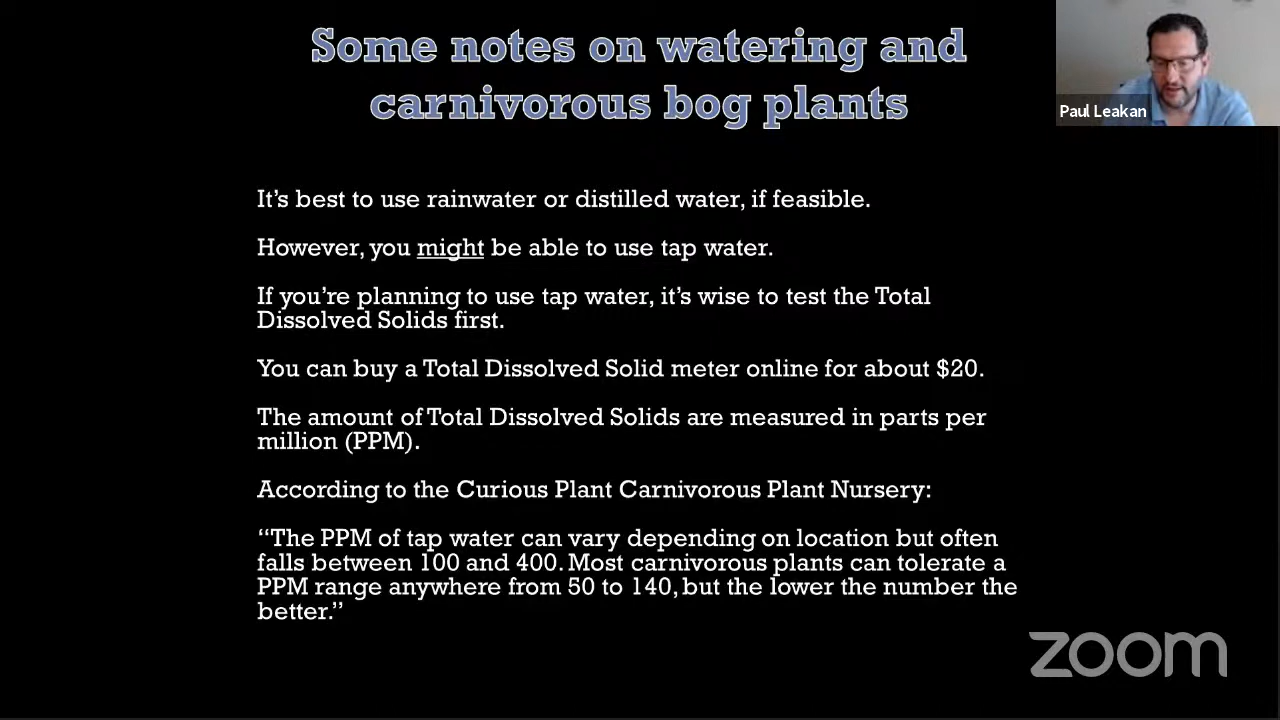 Some notes on watering and
carnivorous bog plants
Paul Leakan
It's best to use rainwater or distilled water, if feasible.
However, you might be able to use tap water.
If you're planning to use tap water, it's wise to test the Total
Dissolved Solids first.
You can buy a Total Dissolved Solid meter online for about $20.
The amount of Total Dissolved Solids are measured in parts per
million (PPM).
According to the Curious Plant Carnivorous Plant Nursery:
“The PPM of tap water can vary depending on location but often
falls between 100 and 400. Most carnivorous plants can tolerate a
PPM range anywhere from 50 to 140, but the lower the number the
better.”
zoom